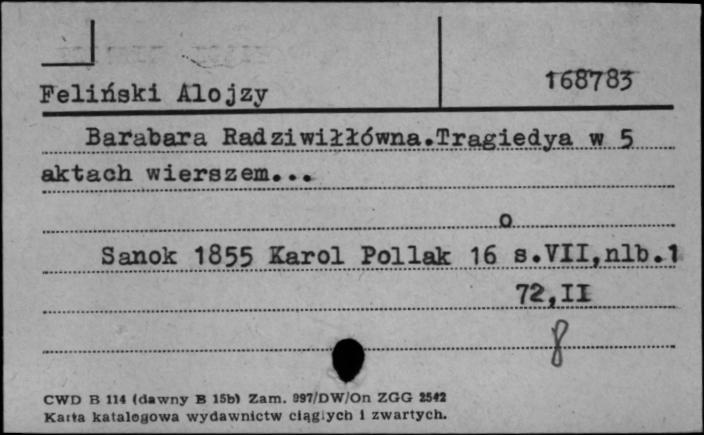 168783
Feliński Alojzy
Barabara Radziwiłłówna.Tragiedya w 5
aktach wierszem...
o
Sanok 1855 Karol Pollak 16 s.VII,nlb.1
72,II
8
CWD B 114 (dawny B 15b) Zam. 997/DW/On ZGG 2542
Karta katalogowa wydawnictw ciągłych i zwartych.